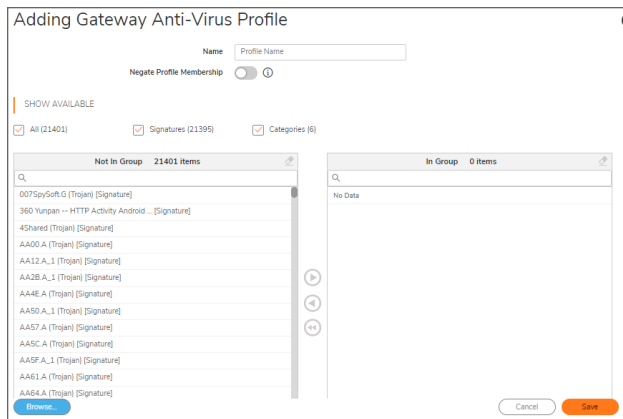 Adding Gateway Anti-Virus Profile
Name Profile Name
Negate Profile Membership
SHOW AVAILABLE
All (21401) Signatures (21395) Categories (6)
Not In Group 21401 items
007SpySoft.G (Trojan) [Signature]
360 Yunpan -- HTTP Activity Android ... [Signature]
4Shared (Trojan) [Signature]
AA00.A (Trojan) [Signature]
AA12.A_1 (Trojan) [Signature]
AA2B.A_1 (Trojan) [Signature]
AA4E.A (Trojan) [Signature]
AA50.A_1 (Trojan) [Signature]
AA57.A (Trojan) [Signature]
AA5C.A (Trojan) [Signature]
AA5F.A_1 (Trojan) [Signature]
AA61.A (Trojan) [Signature]
AA64.A (Trojan) [Signature]
In Group 0 items
No Data
Browse...
Cancel Save